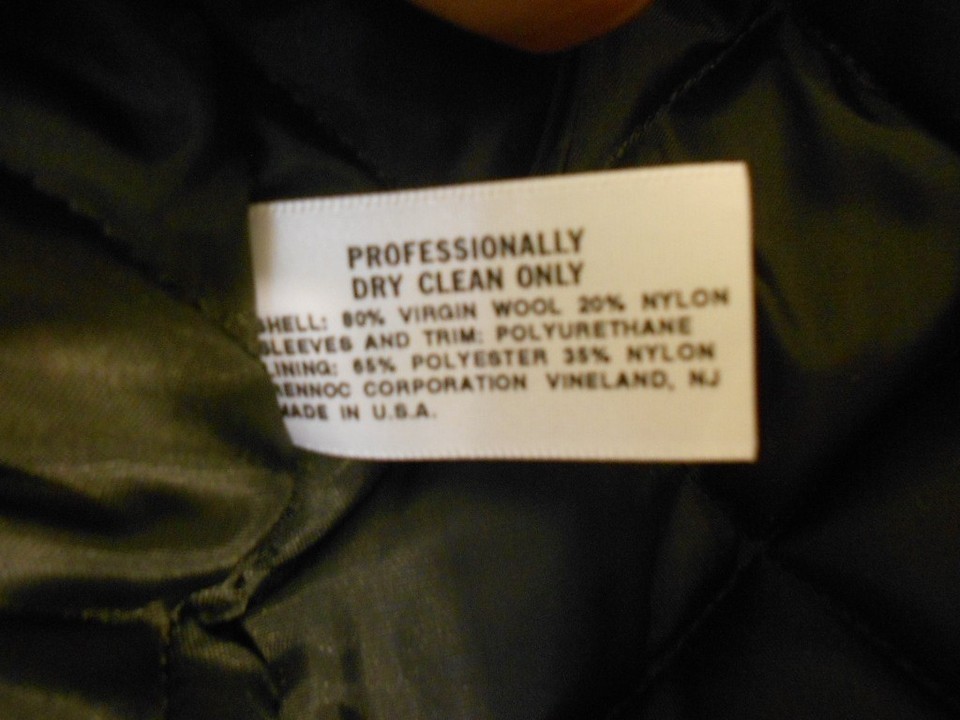 PROFESSIONALLY
DRY CLEAN ONLY
SHELL: 80% VIRGIN WOOL 20% NYLON
SLEEVES AND TRIM: POLYURETHANE
LINING: 65% POLYESTER 35% NYLON
RENNOC CORPORATION VINELAND, NJ
MADE IN U.S.A.